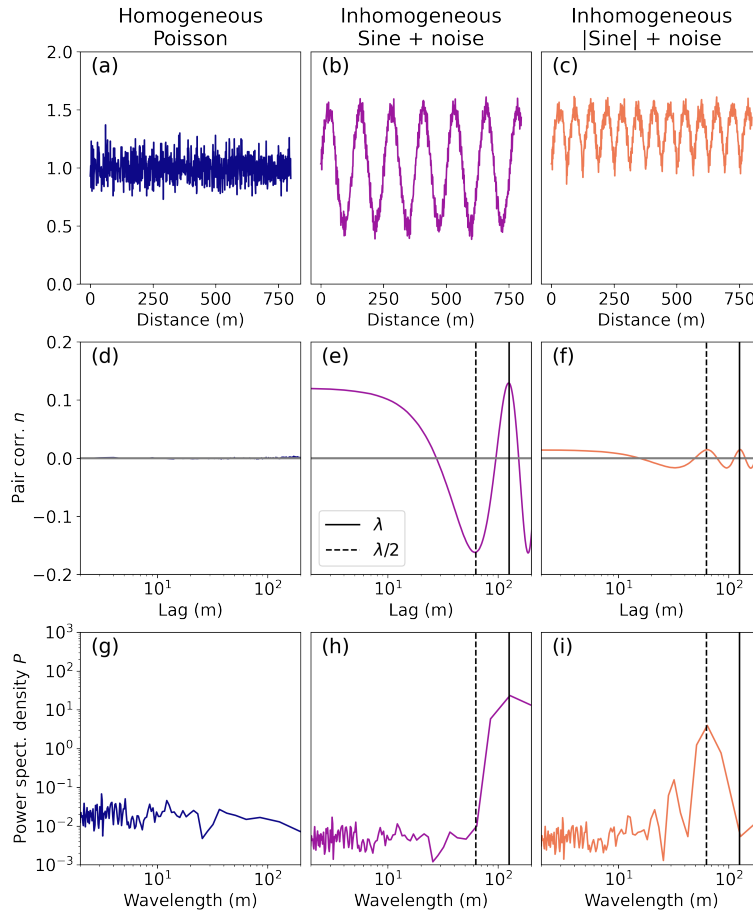 Homogeneous
Poisson
Inhomogeneous
Sine + noise
Inhomogeneous
|Sine| + noise
(a)
(b)
(c)
2.0
1.5
1.0
0.5
0.0
0 250 500 750
0 250 500 750
0 250 500 750
Distance (m)
Distance (m)
Distance (m)
(d)
(e)
(f)
Pair corr. n
0.2
0.1
0.0
−0.1
−0.2
λ
λ/2
10¹ 10²
10¹ 10²
10¹ 10²
Lag (m)
Lag (m)
Lag (m)
(g)
(h)
(i)
Power spect. density P
10³
10²
10¹
10⁰
10⁻¹
10⁻²
10⁻³
10¹ 10²
10¹ 10²
10¹ 10²
Wavelength (m)
Wavelength (m)
Wavelength (m)